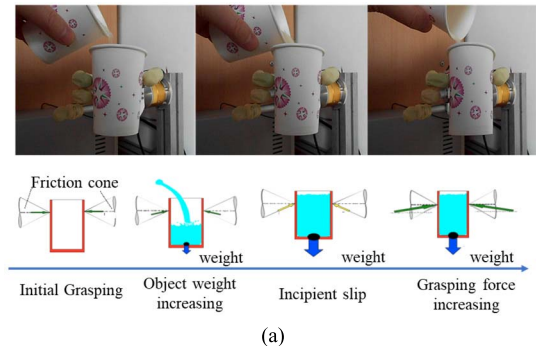 Friction cone
weight
weight
weight
Initial Grasping
Object weight
increasing
Incipient slip
Grasping force
increasing
(a)